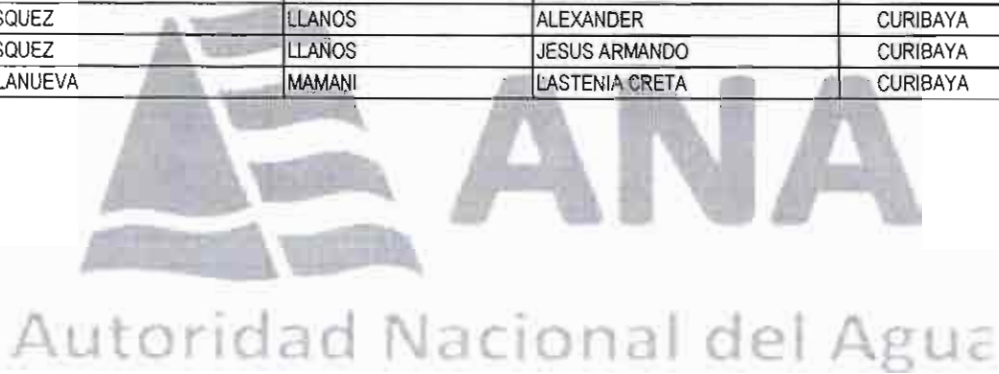 SQUEZ LLANOS ALEXANDER CURIBAYA
SQUEZ LLANOS JESUS ARMANDO CURIBAYA
LANUEVA MAMANI LASTENIA CRETA CURIBAYA
ANA
Autoridad Nacional del Agua